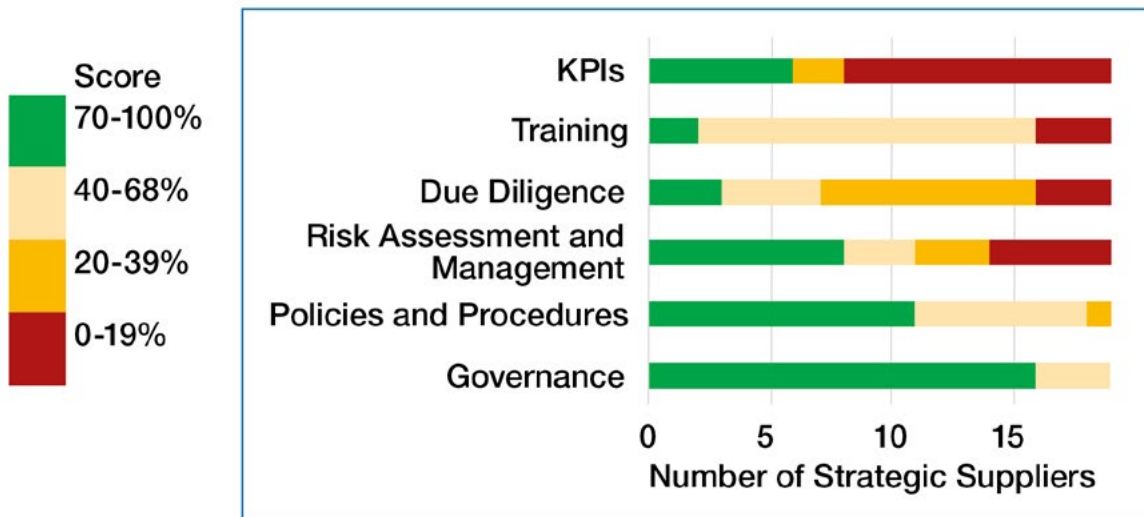 Score
70-100%
40-68%
20-39%
0-19%
KPIs
Training
Due Diligence
Risk Assessment and
Management
Policies and Procedures
Governance
0 5 10 15
Number of Strategic Suppliers